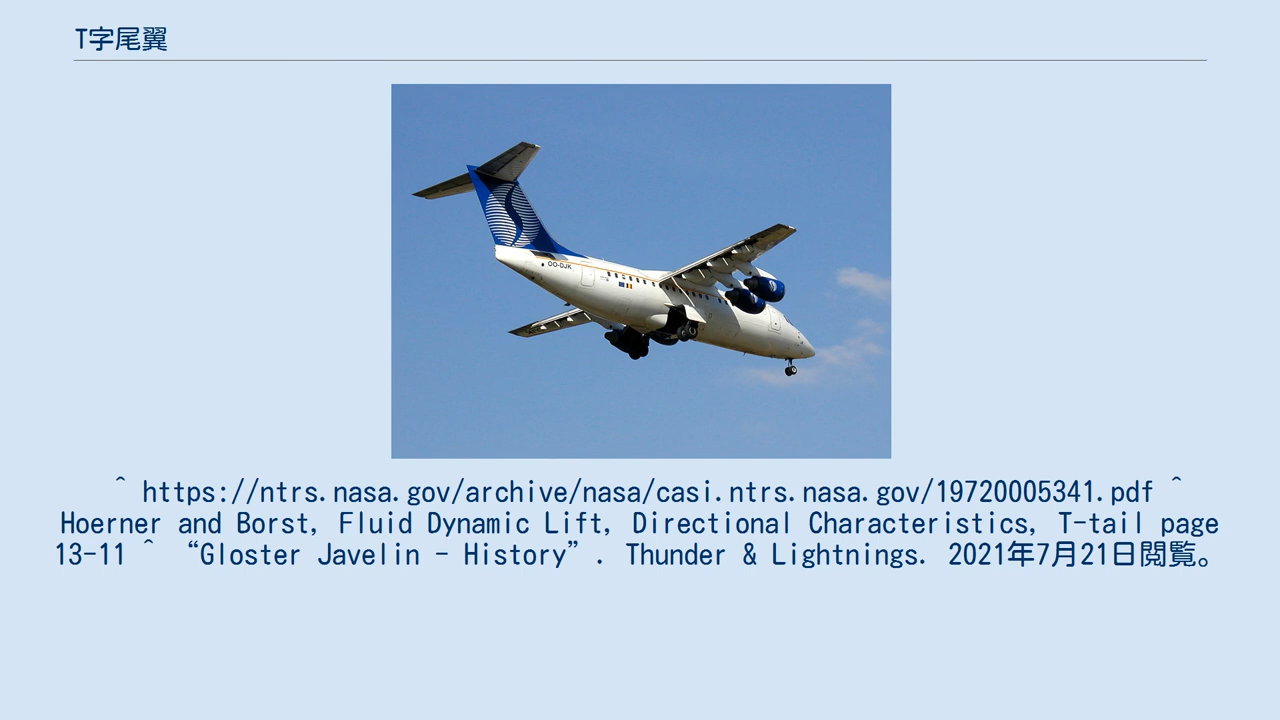 T字尾翼
OO-DJK
^ https://ntrs.nasa.gov/archive/nasa/casi.ntrs.nasa.gov/19720005341.pdf ^
Hoerner and Borst, Fluid Dynamic Lift, Directional Characteristics, T-tail page
13-11 ^ “Gloster Javelin - History”. Thunder & Lightnings. 2021年7月21日閲覧。